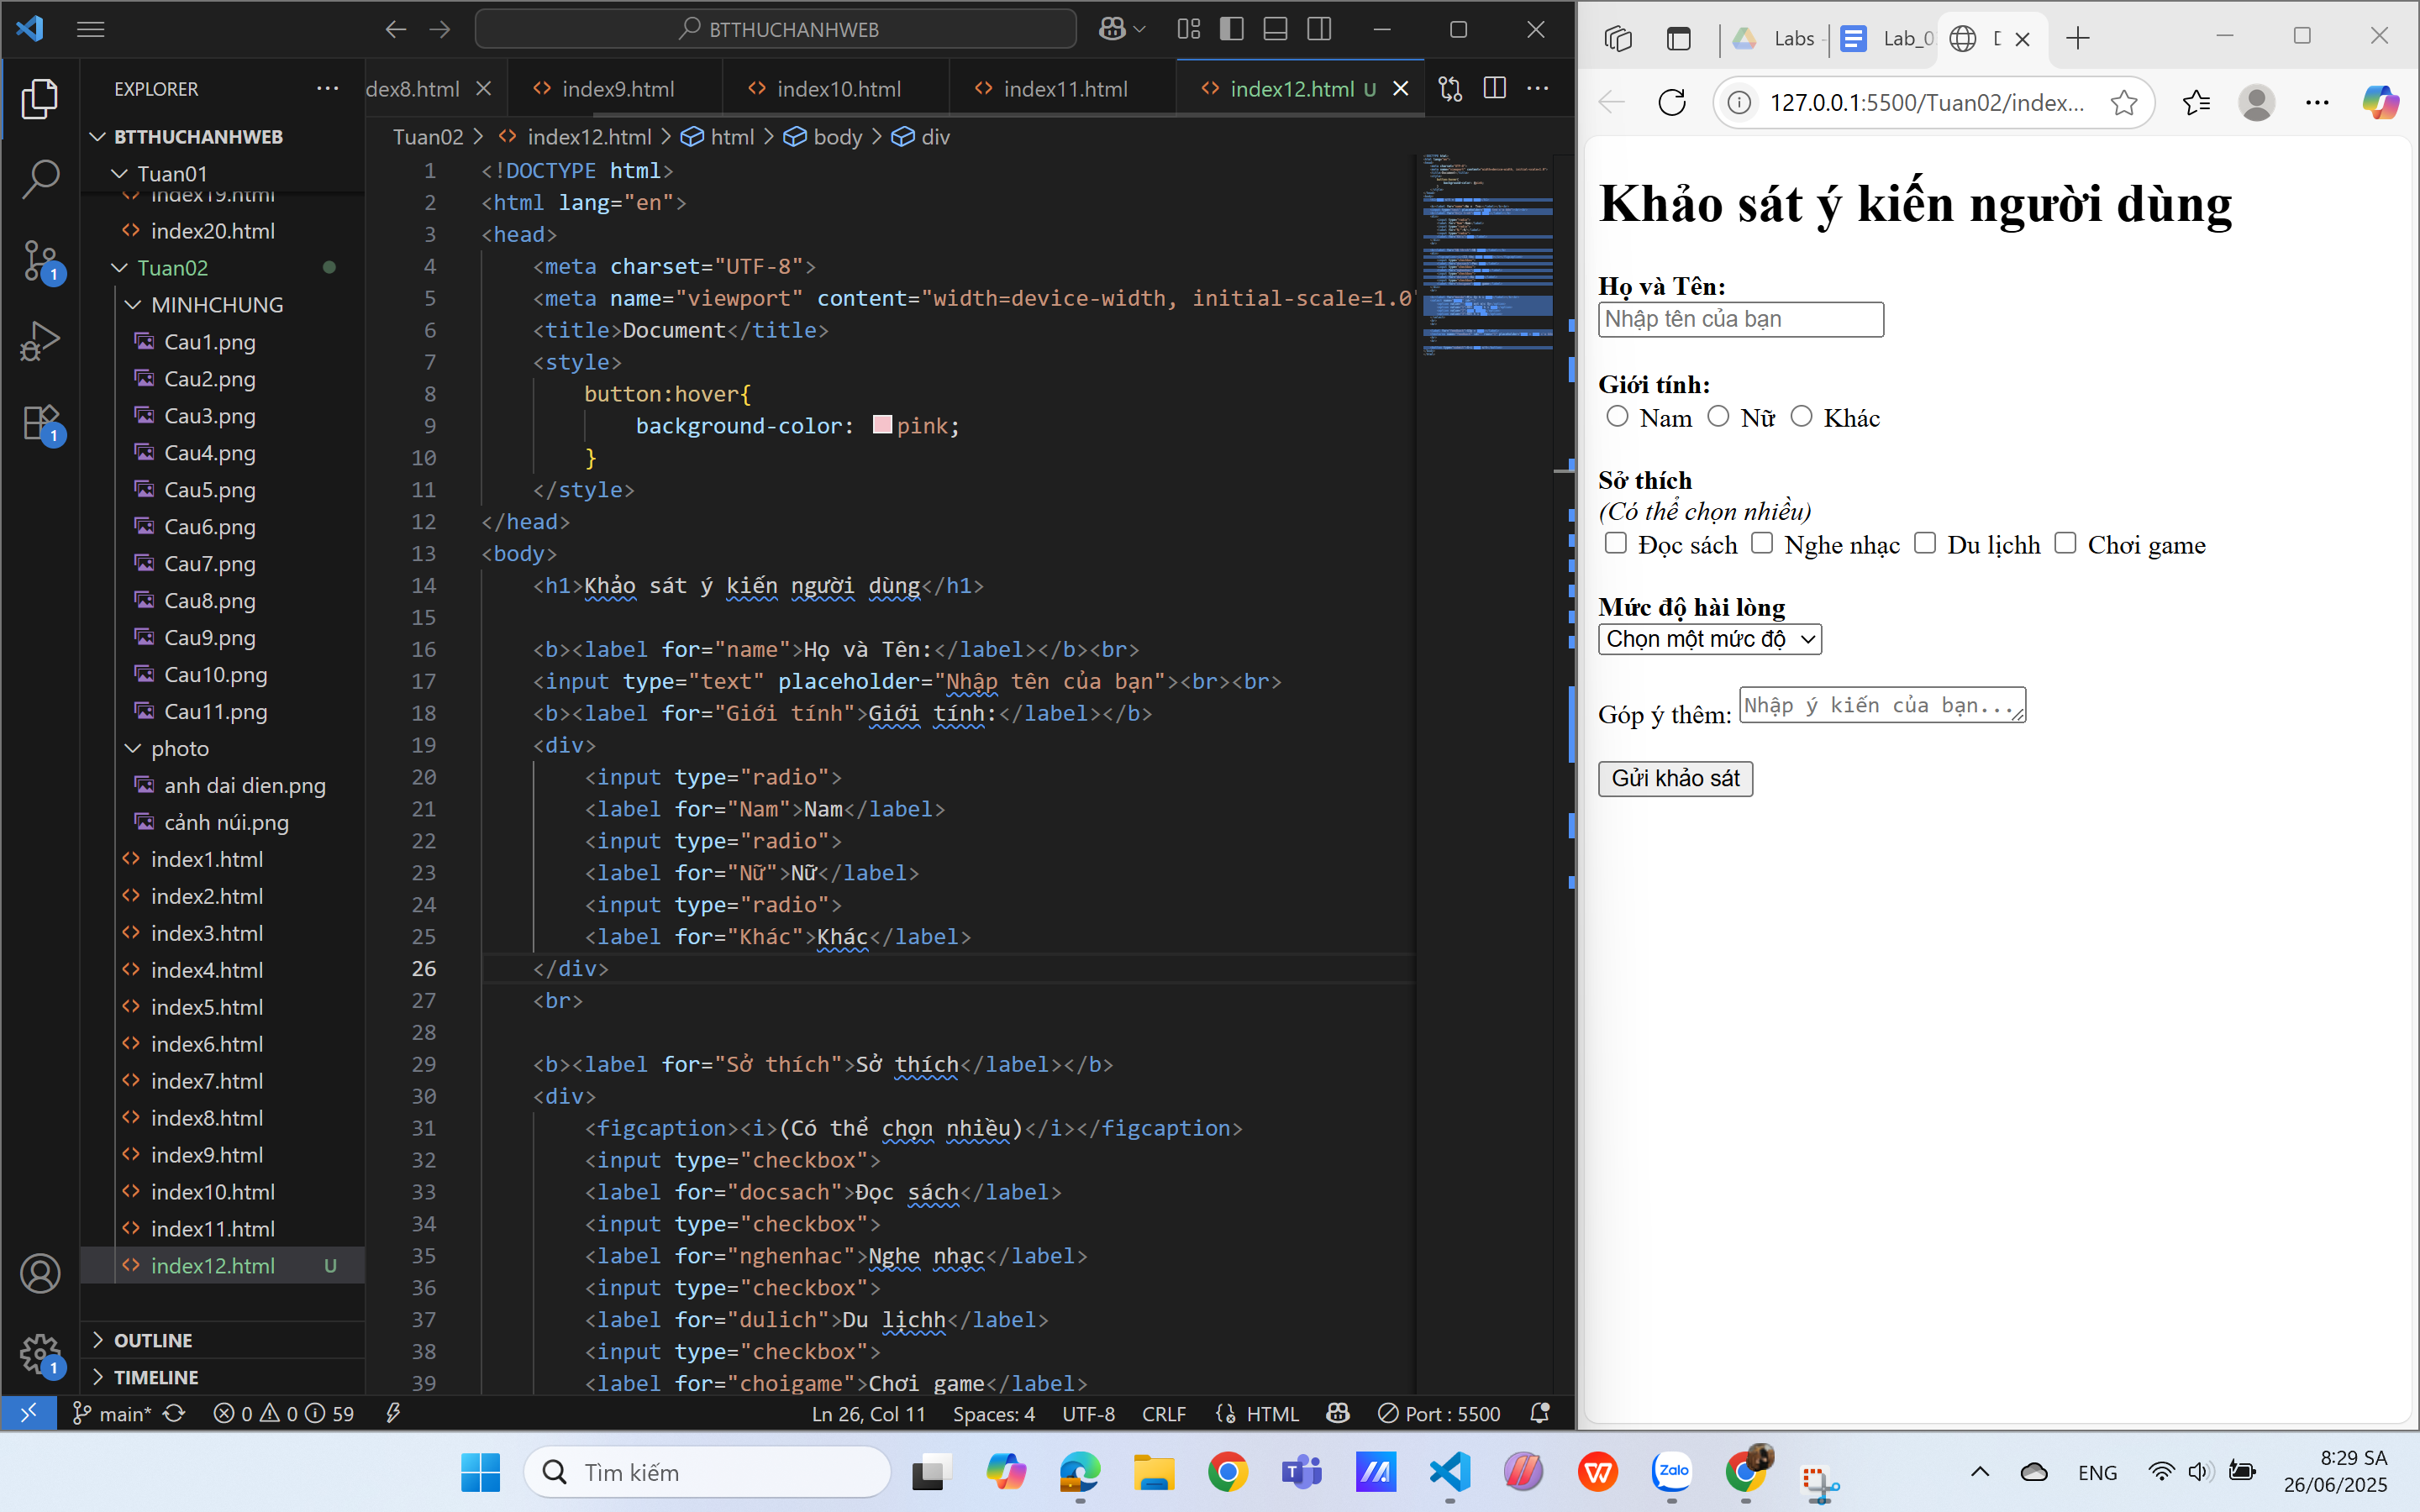 BTTHUCHANHWEB
EXPLORER
BTTHUCHANHWEB
Tuan01
index19.html
index20.html
Tuan02
MINHCHUNG
Cau1.png
Cau2.png
Cau3.png
Cau4.png
Cau5.png
Cau6.png
Cau7.png
Cau8.png
Cau9.png
Cau10.png
Cau11.png
photo
anh dai dien.png
cảnh núi.png
index1.html
index2.html
index3.html
index4.html
index5.html
index6.html
index7.html
index8.html
index9.html
index10.html
index11.html
index12.html U
OUTLINE
TIMELINE
1
1
1
dex8.html index9.html index10.html index11.html index12.html U
Tuan02 > index12.html > html > body > div
1 <!DOCTYPE html>
2 <html lang="en">
3 <head>
4 <meta charset="UTF-8">
5 <meta name="viewport" content="width=device-width, initial-scale=1.0"
6 <title>Document</title>
7 <style>
8 button:hover{
9 background-color: pink;
10 }
11 </style>
12 </head>
13 <body>
14 <h1>Khảo sát ý kiến người dùng</h1>
15
16 <b><label for="name">Họ và Tên:</label></b><br>
17 <input type="text" placeholder="Nhập tên của bạn"><br><br>
18 <b><label for="Giới tính">Giới tính:</label></b>
19 <div>
20 <input type="radio">
21 <label for="Nam">Nam</label>
22 <input type="radio">
23 <label for="Nữ">Nữ</label>
24 <input type="radio">
25 <label for="Khác">Khác</label>
26 </div>
27 <br>
28
29 <b><label for="Sở thích">Sở thích</label></b>
30 <div>
31 <figcaption><i>(Có thể chọn nhiều)</i></figcaption>
32 <input type="checkbox">
33 <label for="docsach">Đọc sách</label>
34 <input type="checkbox">
35 <label for="nghenhac">Nghe nhạc</label>
36 <input type="checkbox">
37 <label for="dulich">Du lịchh</label>
38 <input type="checkbox">
39 <label for="choigame">Chơi game</label>
main* 0 0 59 Ln 26, Col 11 Spaces: 4 UTF-8 CRLF HTML Port : 5500
Labs - Lab_0
127.0.0.1:5500/Tuan02/index...
Khảo sát ý kiến người dùng
Họ và Tên:
Nhập tên của bạn
Giới tính:
Nam Nữ Khác
Sở thích
(Có thể chọn nhiều)
Đọc sách Nghe nhạc Du lịchh Chơi game
Mức độ hài lòng
Chọn một mức độ
Góp ý thêm: Nhập ý kiến của bạn...
Gửi khảo sát
Tìm kiếm
Zalo
ENG
8:29 SA
26/06/2025